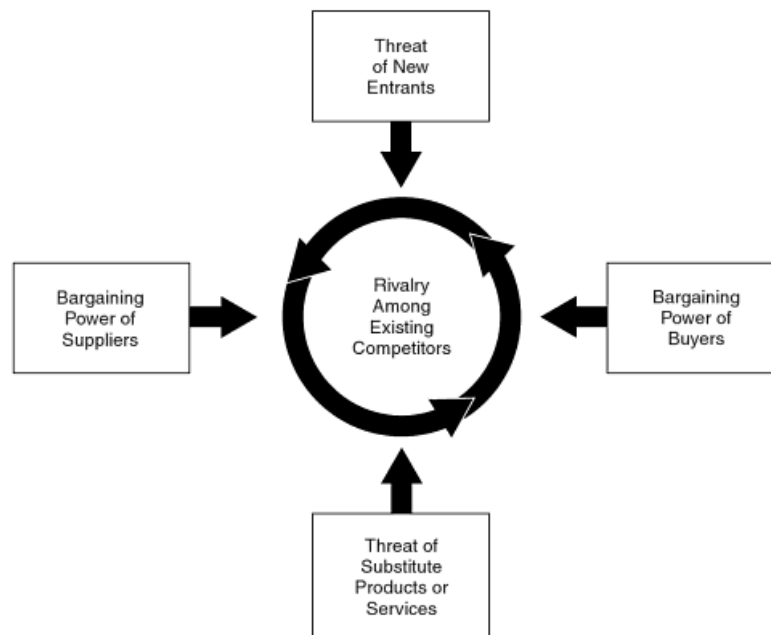 Threat
of New
Entrants
Bargaining
Power of
Suppliers
Rivalry
Among
Existing
Competitors
Bargaining
Power of
Buyers
Threat of
Substitute
Products or
Services